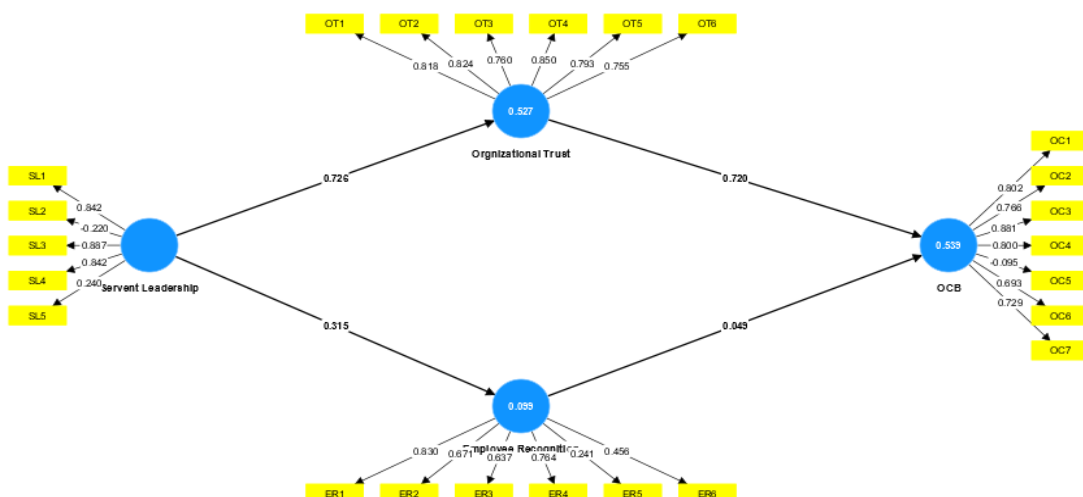 OT1 OT2 OT3 OT4 OT5 OT6
0.818 0.824 0.760 0.850 0.793 0.755
0.527
Orgnizational Trust
0.726
0.720
SL1
SL2
SL3
SL4
SL5
0.842
-0.220
0.887
0.842
0.240
Servent Leadership
OC1
OC2
OC3
OC4
OC5
OC6
OC7
0.802
0.766
0.881
0.800
-0.095
0.693
0.729
0.539
OCB
0.315
0.049
0.099
Employee Recognition
0.830 0.671 0.637 0.764 0.241 0.456
ER1 ER2 ER3 ER4 ER5 ER6